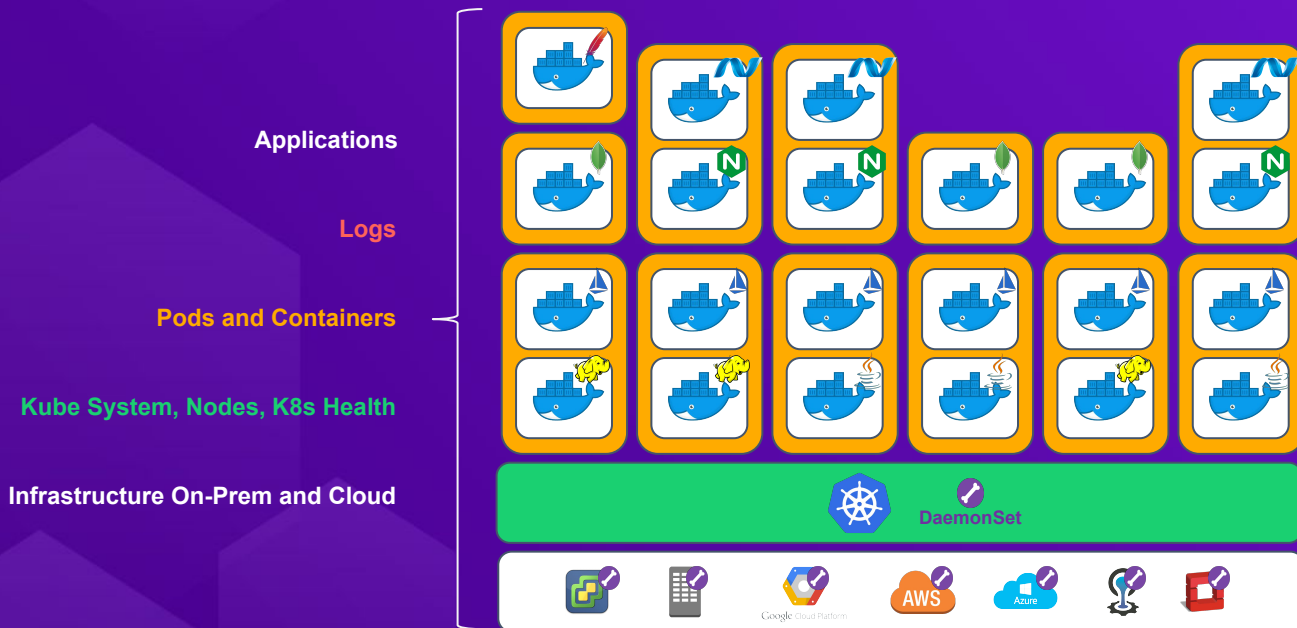 Applications
Logs
Pods and Containers
Kube System, Nodes, K8s Health
Infrastructure On-Prem and Cloud
N
N
N
DaemonSet
Google Cloud Platform
AWS
Azure